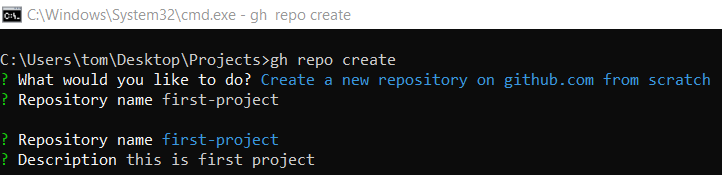 C:\Windows\System32\cmd.exe - gh  repo create
C:\Users\tom\Desktop\Projects>gh repo create
? What would you like to do? Create a new repository on github.com from scratch
? Repository name first-project
? Repository name first-project
? Description this is first project